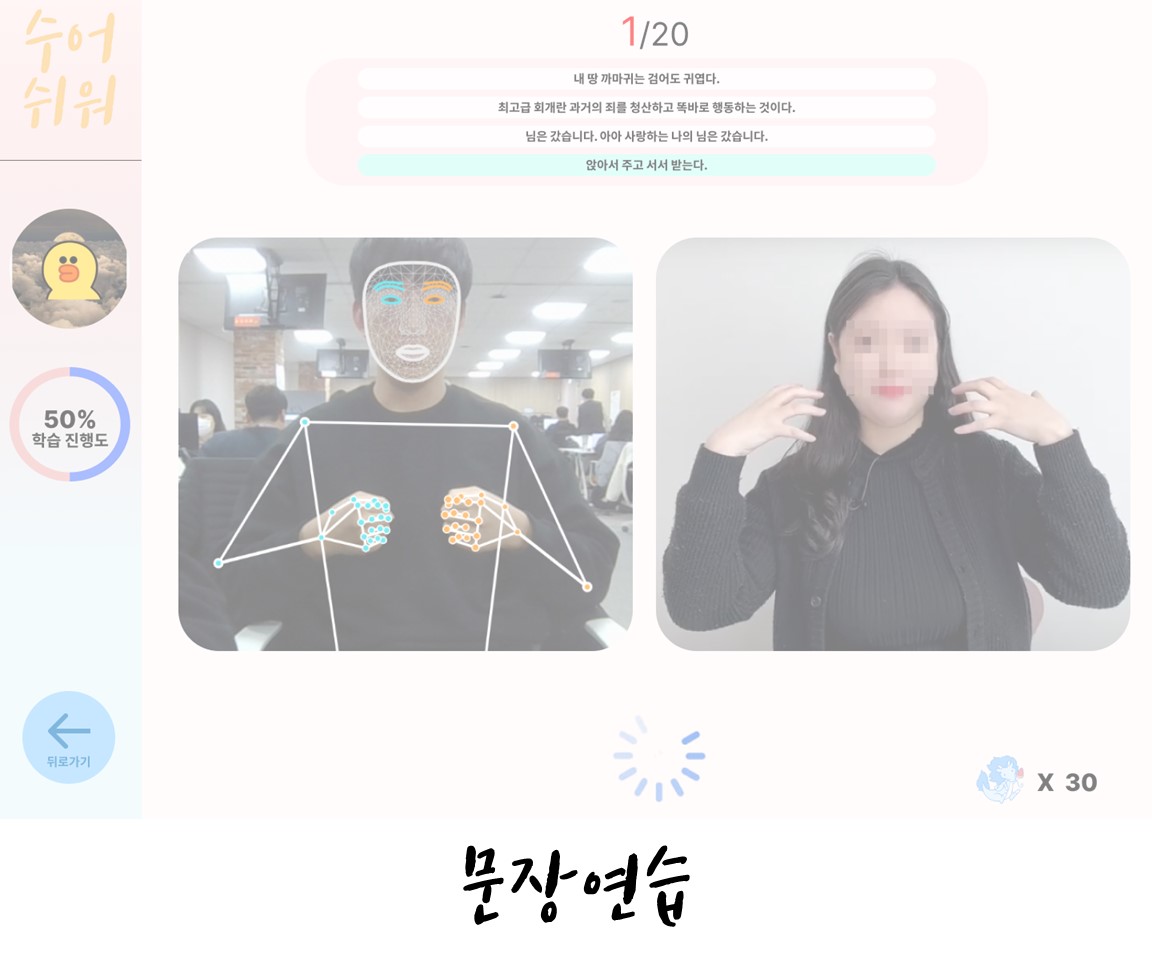 수어
쉬워
1/20
내 땅 까마귀는 검어도 귀엽다.
최고급 회개란 과거의 죄를 청산하고 똑바로 행동하는 것이다.
님은 갔습니다. 아아 사랑하는 나의 님은 갔습니다.
앉아서 주고 서서 받는다.
50%
학습 진행도
뒤로가기
X 30
문장연습